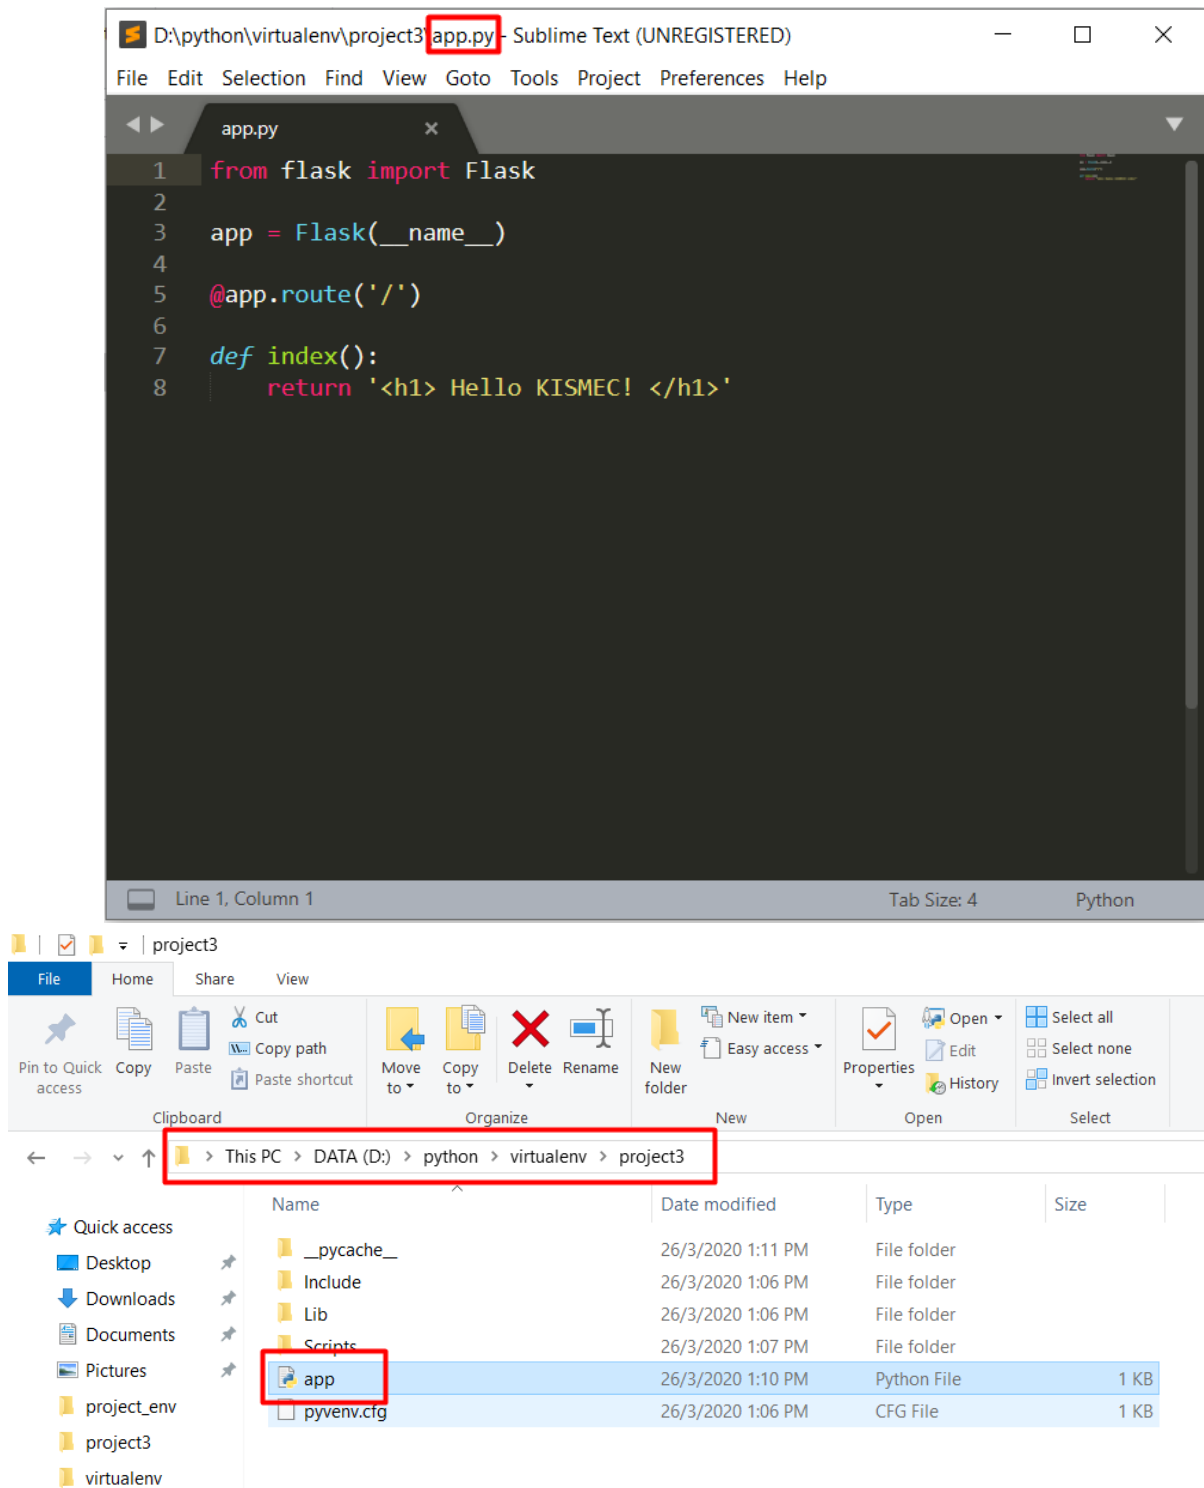 D:\python\virtualenv\project3\app.py - Sublime Text (UNREGISTERED)
File Edit Selection Find View Goto Tools Project Preferences Help
app.py
1 from flask import Flask
2
3 app = Flask(__name__)
4
5 @app.route('/')
6
7 def index():
8     return '<h1> Hello KISMEC! </h1>'
Line 1, Column 1 Tab Size: 4 Python
project3
File Home Share View
Pin to Quick access
Copy
Paste
Cut
Copy path
Paste shortcut
Clipboard
Move to
Copy to
Delete
Rename
Organize
New folder
New item
Easy access
New
Properties
Open
Edit
History
Open
Select all
Select none
Invert selection
Select
This PC > DATA (D:) > python > virtualenv > project3
Name Date modified Type Size
Quick access
Desktop
Downloads
Documents
Pictures
project_env
project3
virtualenv
__pycache__ 26/3/2020 1:11 PM File folder
Include 26/3/2020 1:06 PM File folder
Lib 26/3/2020 1:06 PM File folder
Scripts 26/3/2020 1:07 PM File folder
app 26/3/2020 1:10 PM Python File 1 KB
pyvenv.cfg 26/3/2020 1:06 PM CFG File 1 KB